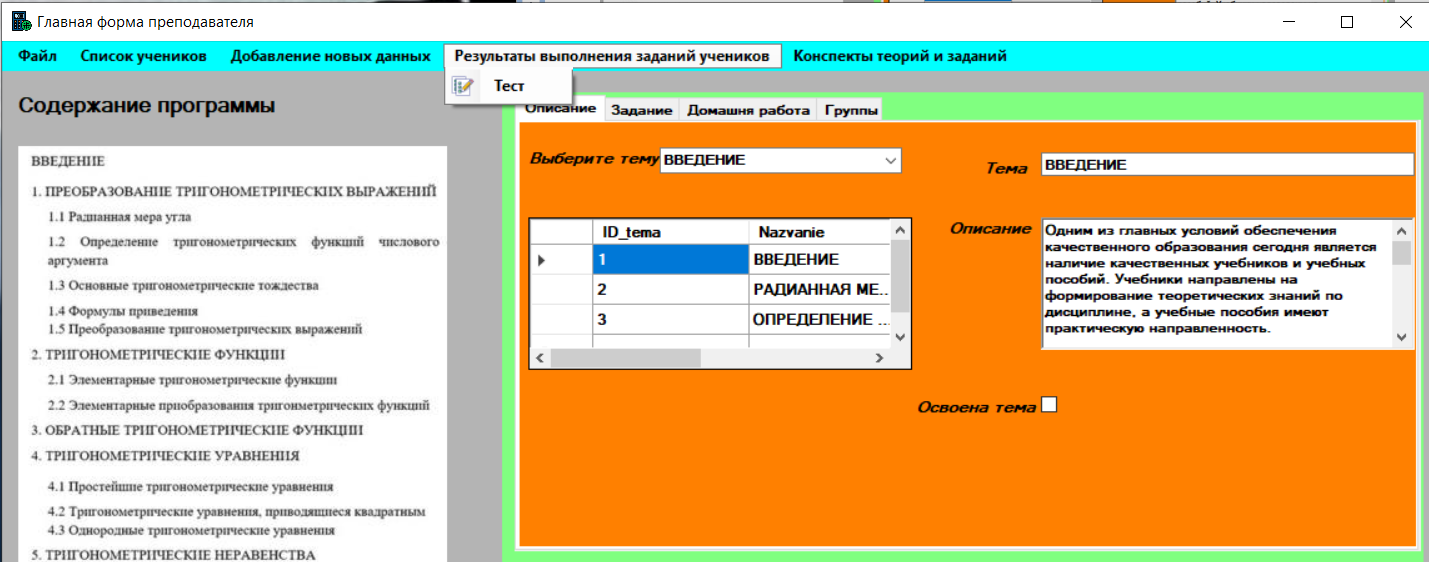 Главная форма преподавателя
Файл Список учеников Добавление новых данных Результаты выполнения заданий учеников Конспекты теорий и заданий
Тест
Содержание программы
ВВЕДЕНИЕ
1. ПРЕОБРАЗОВАНИЕ ТРИГОНОМЕТРИЧЕСКИХ ВЫРАЖЕНИЙ
1.1 Радианная мера угла
1.2 Определение тригонометрических функций числового
аргумента
1.3 Основные тригонометрические тождества
1.4 Формулы приведения
1.5 Преобразование тригонометрических выражений
2. ТРИГОНОМЕТРИЧЕСКИЕ ФУНКЦИИ
2.1 Элементарные тригонометрические функции
2.2 Элементарные приобразования тригонметрических функций
3. ОБРАТНЫЕ ТРИГОНОМЕТРИЧЕСКИЕ ФУНКЦИИ
4. ТРИГОНОМЕТРИЧЕСКИЕ УРАВНЕНИЯ
4.1 Простейшие тригонометрические уравнения
4.2 Тригонометрические уравнения, приводящиеся квадратным
4.3 Однородные тригонометрические уравнения
5. ТРИГОНОМЕТРИЧЕСКИЕ НЕРАВЕНСТВА
Описание Задание Домашня работа Группы
Выберите тему ВВЕДЕНИЕ
Тема ВВЕДЕНИЕ
ID_tema Nazvanie
1 ВВЕДЕНИЕ
2 РАДИАННАЯ МЕ...
3 ОПРЕДЕЛЕНИЕ ...
Описание
Одним из главных условий обеспечения
качественного образования сегодня является
наличие качественных учебников и учебных
пособий. Учебники направлены на
формирование теоретических знаний по
дисциплине, а учебные пособия имеют
практическую направленность.
Освоена тема